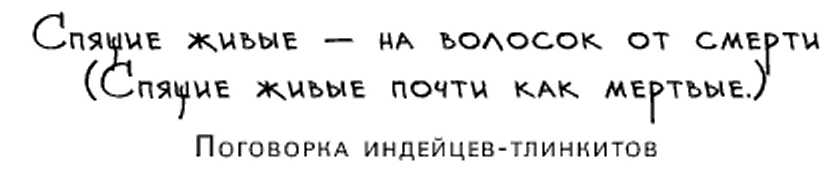 Спящие живые — на волосок от смерти
(Спящие живые почти как мертвые.)
Поговорка индейцев-тлинкитов